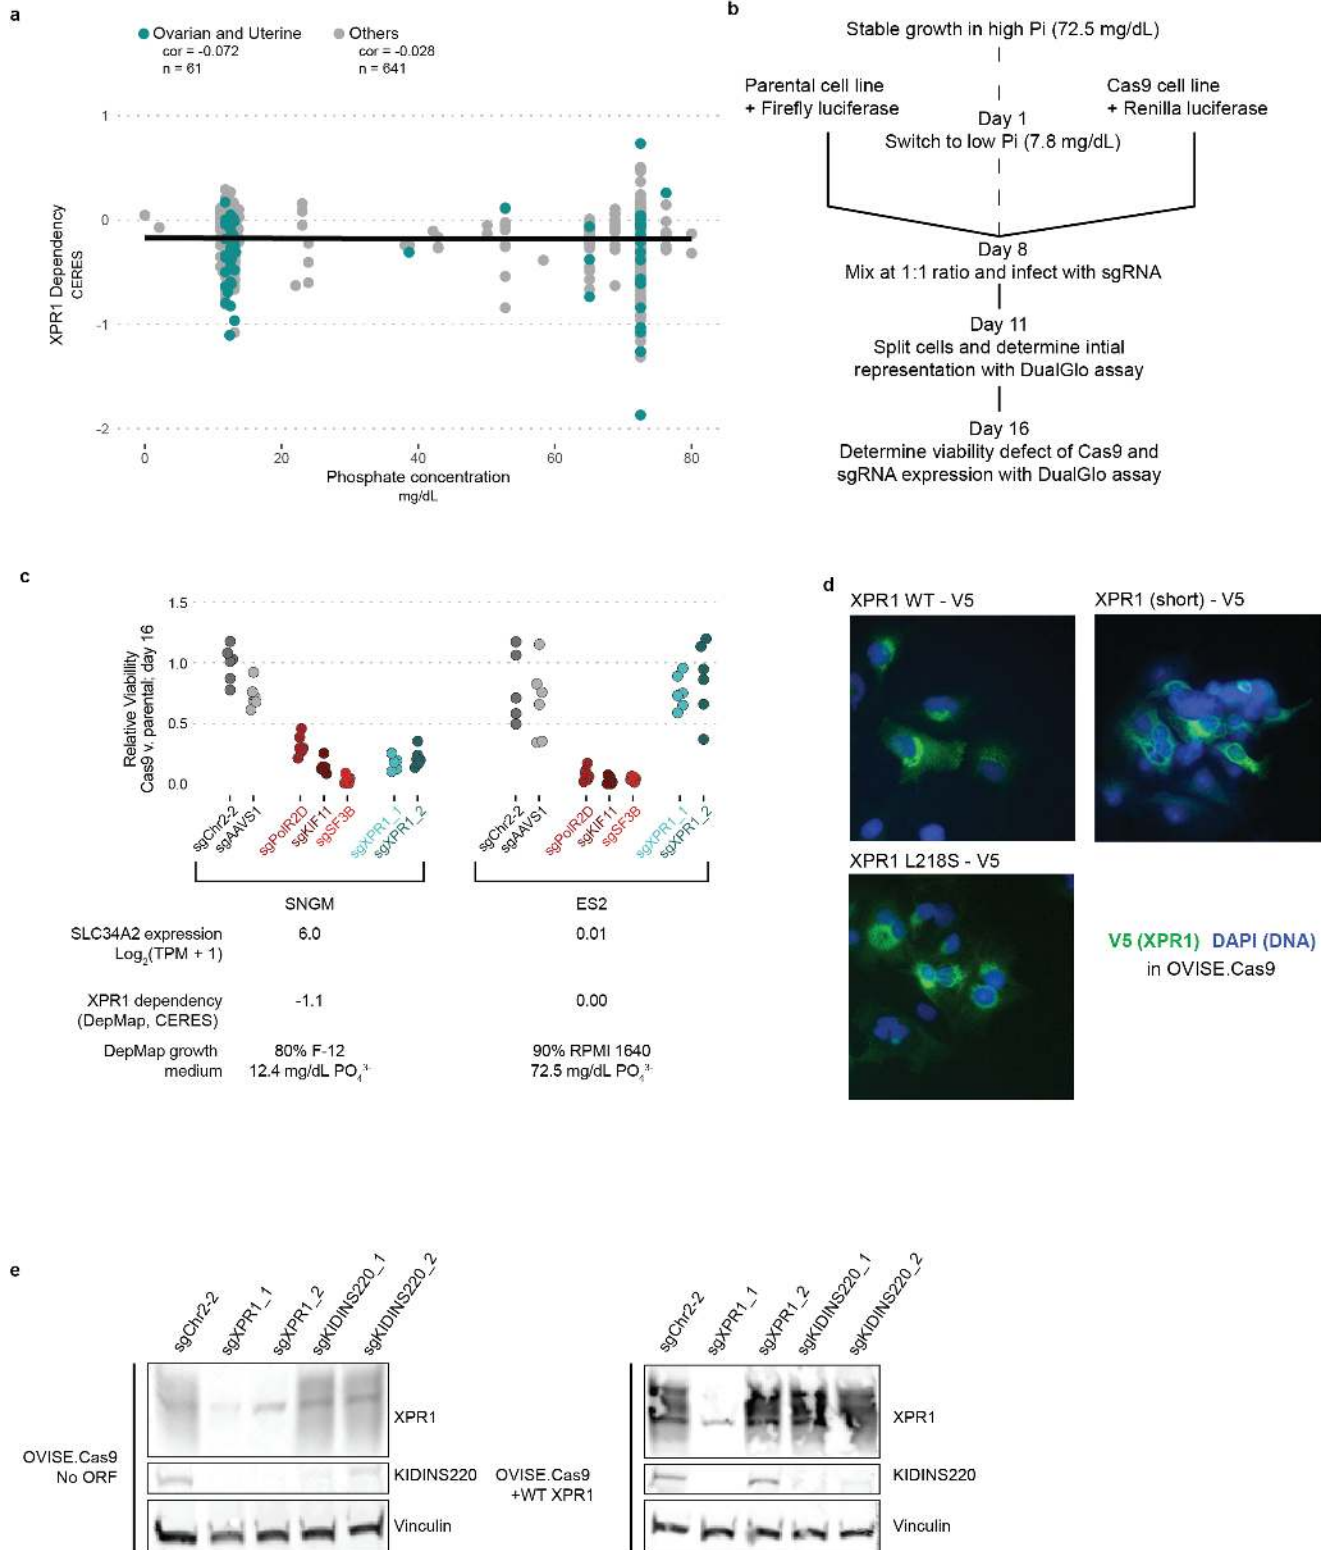 a
Ovarian and Uterine
cor = -0.072
n = 61
Others
cor = -0.028
n = 641
1
0
-1
-2
XPR1 Dependency
CERES
0 20 40 60 80
Phosphate concentration
mg/dL
b
Stable growth in high Pi (72.5 mg/dL)
Parental cell line
+ Firefly luciferase
Cas9 cell line
+ Renilla luciferase
Day 1
Switch to low Pi (7.8 mg/dL)
Day 8
Mix at 1:1 ratio and infect with sgRNA
Day 11
Split cells and determine intial
representation with DualGlo assay
Day 16
Determine viability defect of Cas9 and
sgRNA expression with DualGlo assay
c
1.5
1.0
0.5
0.0
Relative Viability
Cas9 v. parental; day 16
sgChr2-2
sgAAVS1
sgPolR2D
sgKIF11
sgSF3B
sgXPR1_1
sgXPR1_2
sgChr2-2
sgAAVS1
sgPolR2D
sgKIF11
sgSF3B
sgXPR1_1
sgXPR1_2
SNGM ES2
SLC34A2 expression 6.0 0.01
Log2(TPM + 1)
XPR1 dependency -1.1 0.00
(DepMap, CERES)
DepMap growth 80% F-12 90% RPMI 1640
medium 12.4 mg/dL PO4 3- 72.5 mg/dL PO4 3-
d
XPR1 WT - V5
XPR1 (short) - V5
XPR1 L218S - V5
V5 (XPR1) DAPI (DNA)
in OVISE.Cas9
e
sgChr2-2
sgXPR1_1
sgXPR1_2
sgKIDINS220_1
sgKIDINS220_2
XPR1
KIDINS220
Vinculin
OVISE.Cas9
No ORF
sgChr2-2
sgXPR1_1
sgXPR1_2
sgKIDINS220_1
sgKIDINS220_2
XPR1
KIDINS220
Vinculin
OVISE.Cas9
+WT XPR1